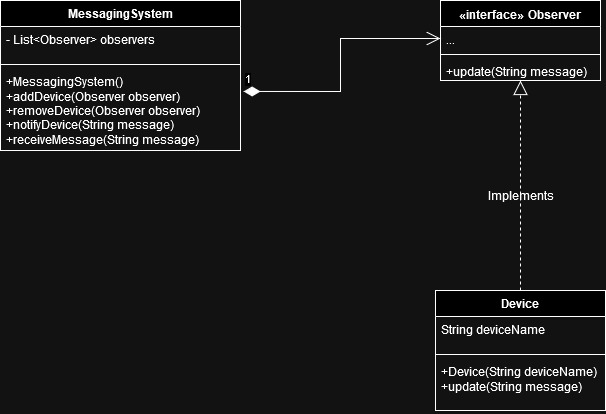 MessagingSystem
- List<Observer> observers
+MessagingSystem()
+addDevice(Observer observer)
+removeDevice(Observer observer)
+notifyDevice(String message)
+receiveMessage(String message)
1
«interface» Observer
...
+update(String message)
Implements
Device
String deviceName
+Device(String deviceName)
+update(String message)